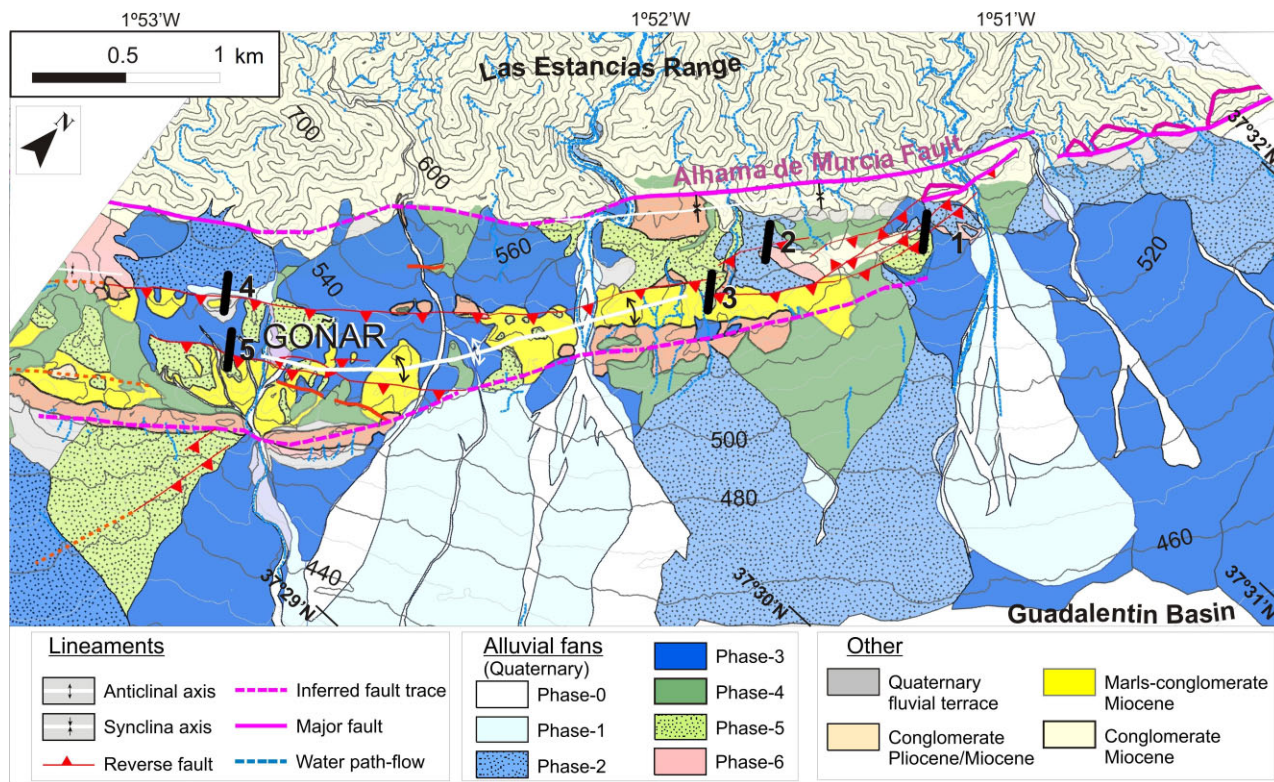 1°53'W
1°52'W
1°51'W
0.5
1 km
N
Las Estancias Range
700
600
37°32'N
Alhama de Murcia Fault
560
540
520
1
2
3
4
5
GOÑAR
500
480
460
440
37°29'N
37°30'N
37°31'N
Guadalentin Basin
Lineaments
Anticlinal axis
Synclina axis
Reverse fault
Inferred fault trace
Major fault
Water path-flow
Alluvial fans
(Quaternary)
Phase-0
Phase-1
Phase-2
Phase-3
Phase-4
Phase-5
Phase-6
Other
Quaternary
fluvial terrace
Conglomerate
Pliocene/Miocene
Marls-conglomerate
Miocene
Conglomerate
Miocene